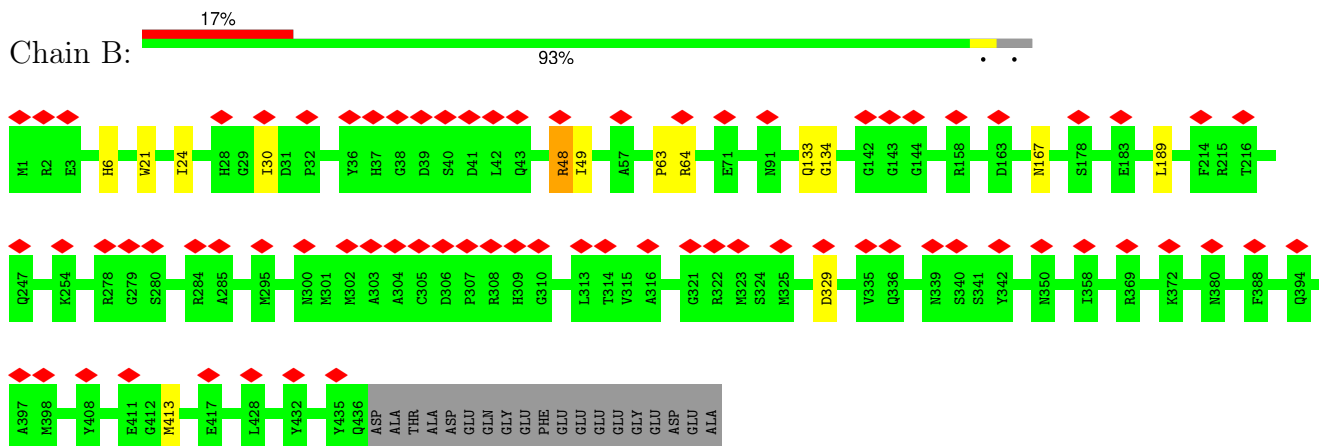 17%
Chain B:
93%
. .
M1 R2 E3 H6 W21 I24 H28 G29 I30 D31 P32 Y36 H37 G38 D39 S40 D41 L42 Q43 R48 I49 A57 P63 R64 E71 N91 Q133 G134 G142 G143 G144 R158 D163 N167 S178 E183 L189 F214 R215 T216
Q247 K254 R278 G279 S280 R284 A285 M295 N300 M301 M302 A303 A304 C305 D306 P307 R308 H309 G310 L313 T314 V315 A316 G321 R322 M323 S324 M325 D329 V335 Q336 N339 S340 S341 Y342 N350 I358 R369 K372 N380 F388 Q394
A397 M398 Y408 E411 G412 M413 E417 L428 Y432 Y435 Q436 ASP ALA THR ALA ASP GLU GLN GLY GLU PHE GLU GLU GLU GLU GLY GLU ASP GLU ALA